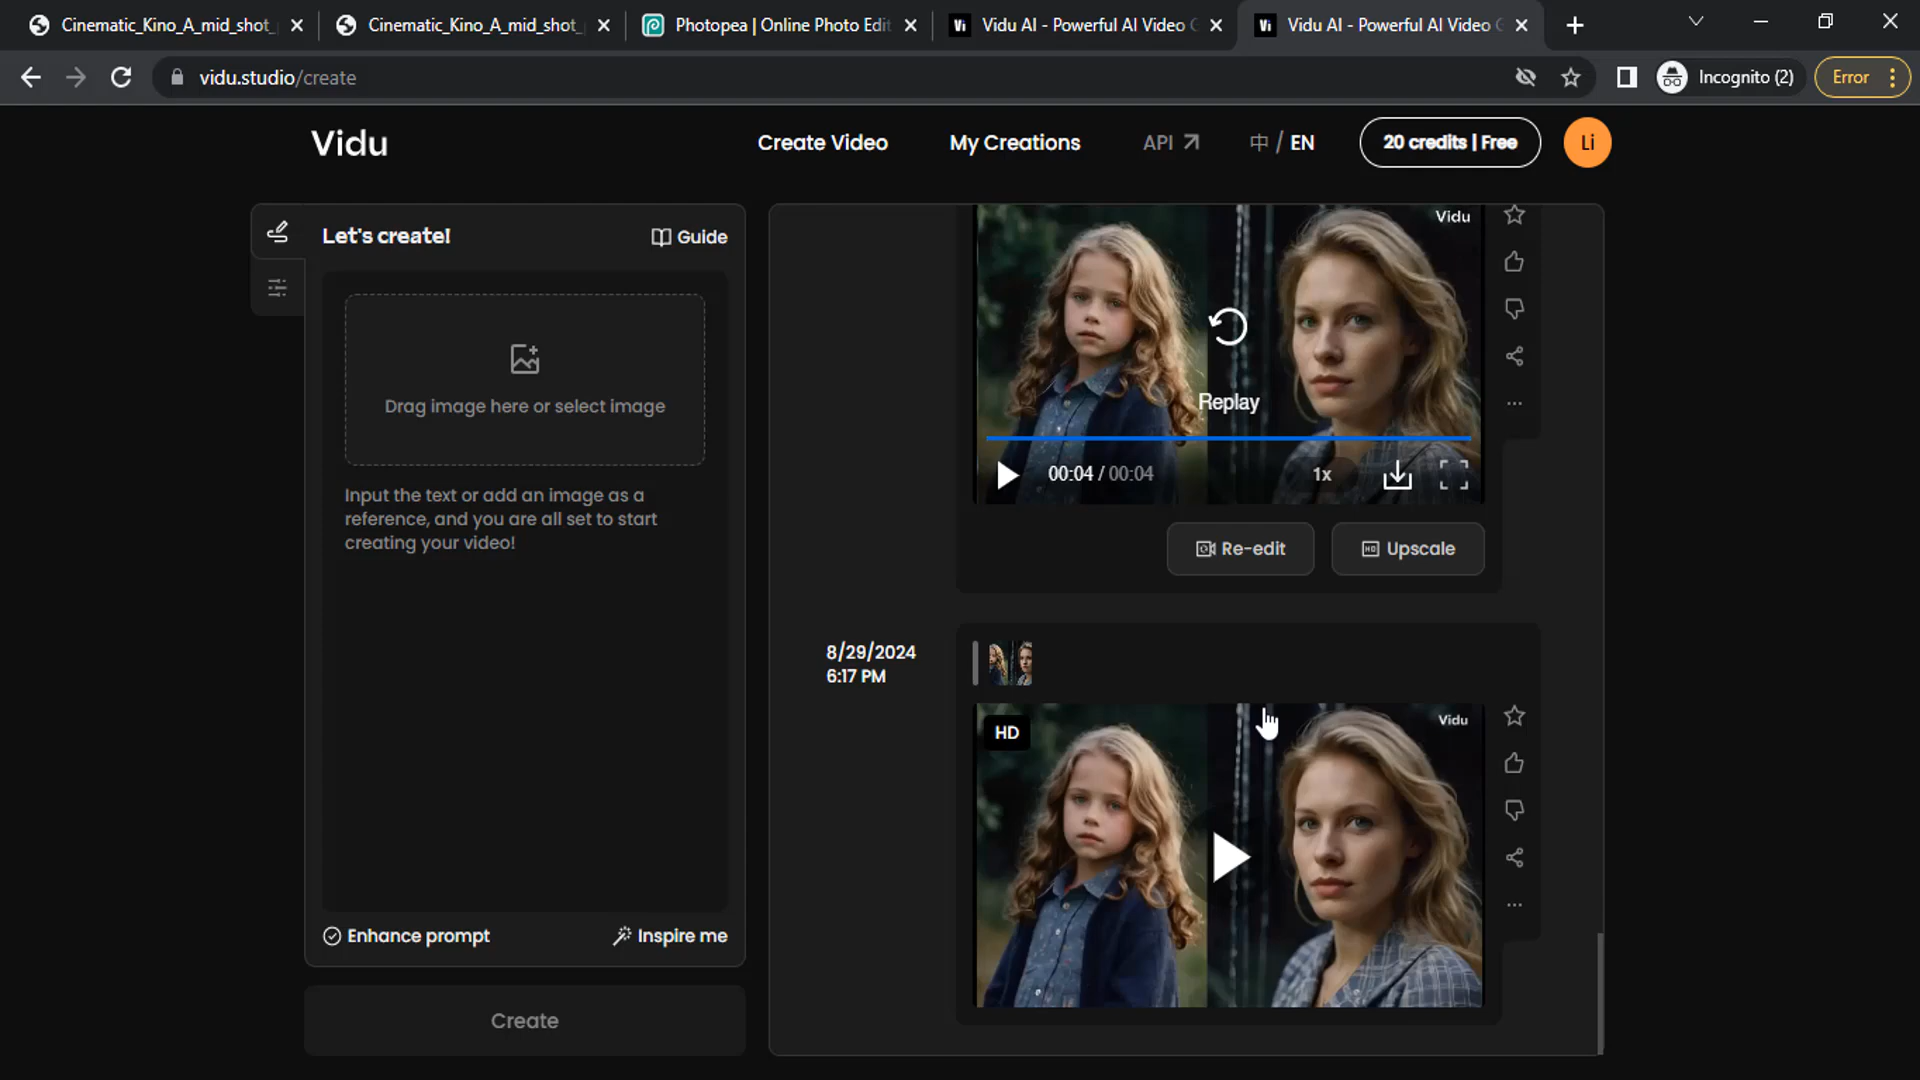 Cinematic_Kino_A_mid_shot_
Cinematic_Kino_A_mid_shot_
Photopea | Online Photo Edit
Vidu AI - Powerful AI Video G
Vidu AI - Powerful AI Video G
vidu.studio/create
Incognito (2)
Error
Vidu
Create Video
My Creations
API
中 / EN
20 credits | Free
Li
Let's create!
Guide
Drag image here or select image
Input the text or add an image as a
reference, and you are all set to start
creating your video!
Enhance prompt
Inspire me
Create
Vidu
Replay
00:04 / 00:04
1x
Re-edit
HD Upscale
8/29/2024
6:17 PM
HD
Vidu